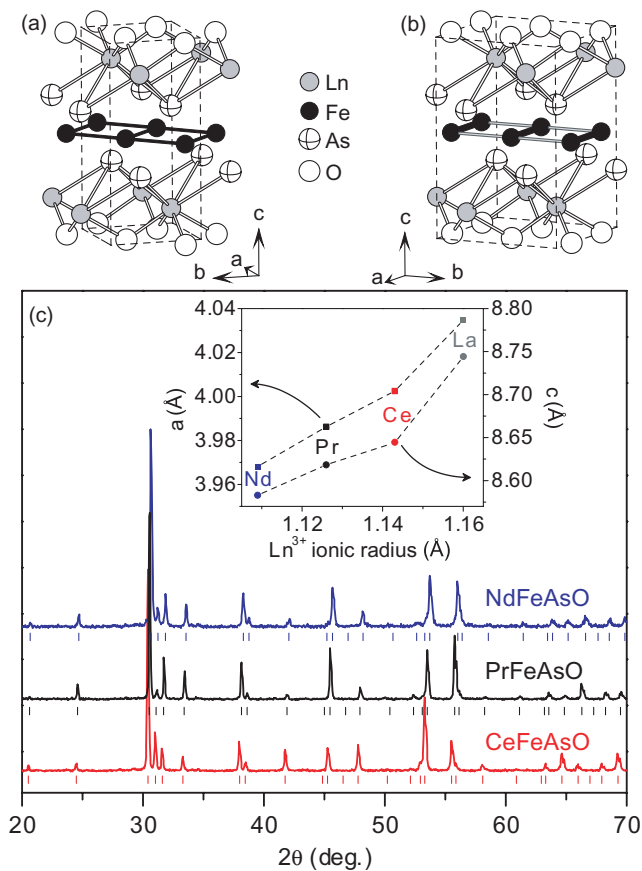 (a)
(b)
Ln
Fe
As
O
c
b
a
c
a
b
(c)
4.04
4.02
4.00
3.98
3.96
a (Å)
8.80
8.75
8.70
8.65
8.60
c (Å)
La
Ce
Pr
Nd
1.12
1.14
1.16
Ln3+ ionic radius (Å)
NdFeAsO
PrFeAsO
CeFeAsO
20
30
40
50
60
70
2θ (deg.)